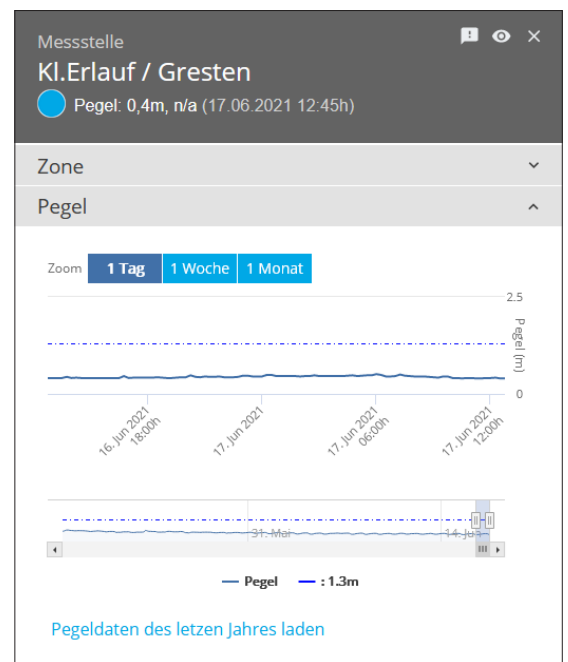 Messstelle
Kl.Erlauf / Gresten
Pegel: 0,4m, n/a (17.06.2021 12:45h)
Zone
Pegel
Zoom 1 Tag 1 Woche 1 Monat
2.5
Pegel (m)
0
16. Jun 2021
18:00h
17. Jun 2021
17. Jun 2021
06:00h
17. Jun 2021
12:00h
31. Mai
14. Jun
Pegel : 1.3m
Pegeldaten des letzen Jahres laden